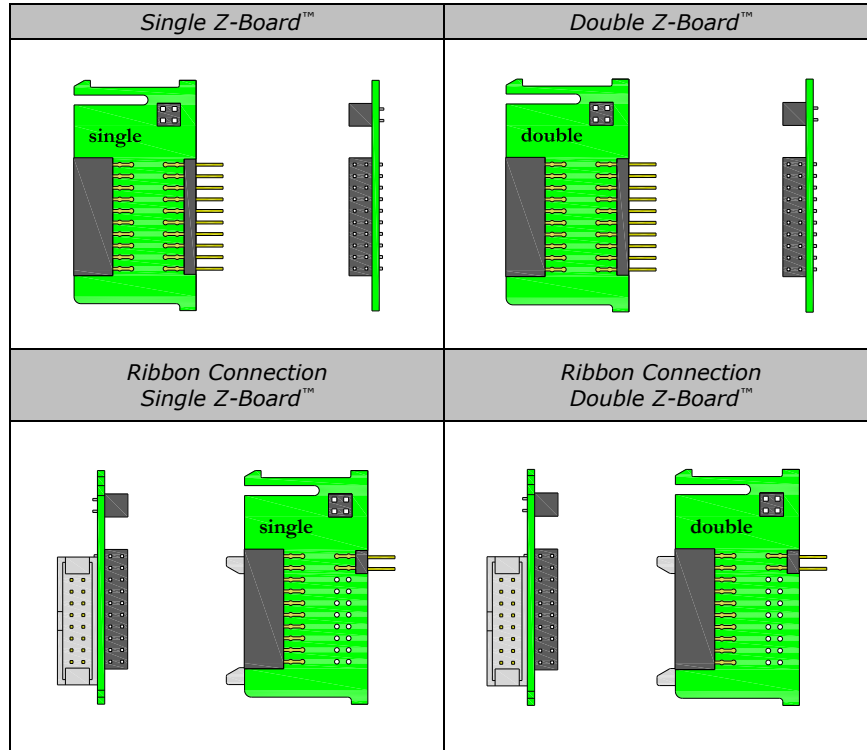 Single Z-Board™
Double Z-Board™
single
double
Ribbon Connection
Single Z-Board™
Ribbon Connection
Double Z-Board™
single
double